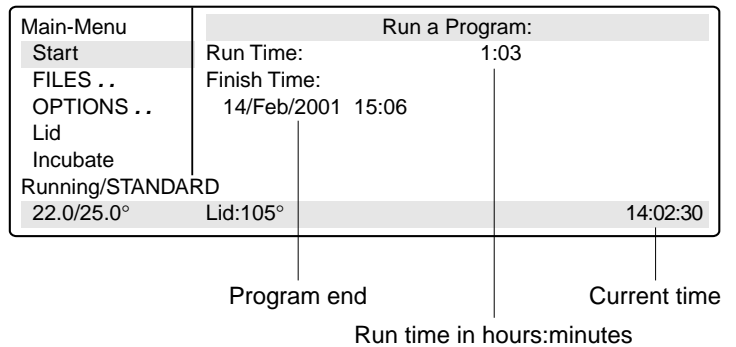 Main-Menu
Run a Program:
Start
Run Time: 1:03
FILES . .
Finish Time:
OPTIONS . .
14/Feb/2001 15:06
Lid
Incubate
Running/STANDARD
22.0/25.0° Lid:105° 14:02:30
Program end
Current time
Run time in hours:minutes